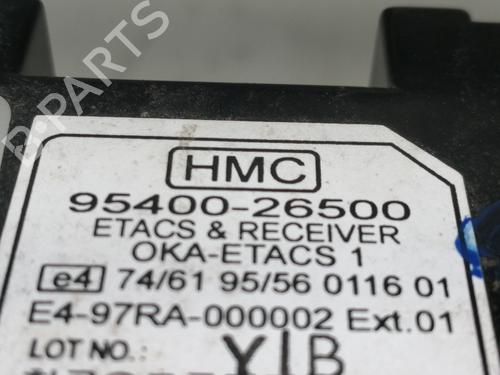 HMC
95400-26500
ETACS & RECEIVER
OKA-ETACS 1
e4 74/61 95/56 0116 01
E4-97RA-000002 Ext.01
LOT NO.: Y1B
B-PARTS